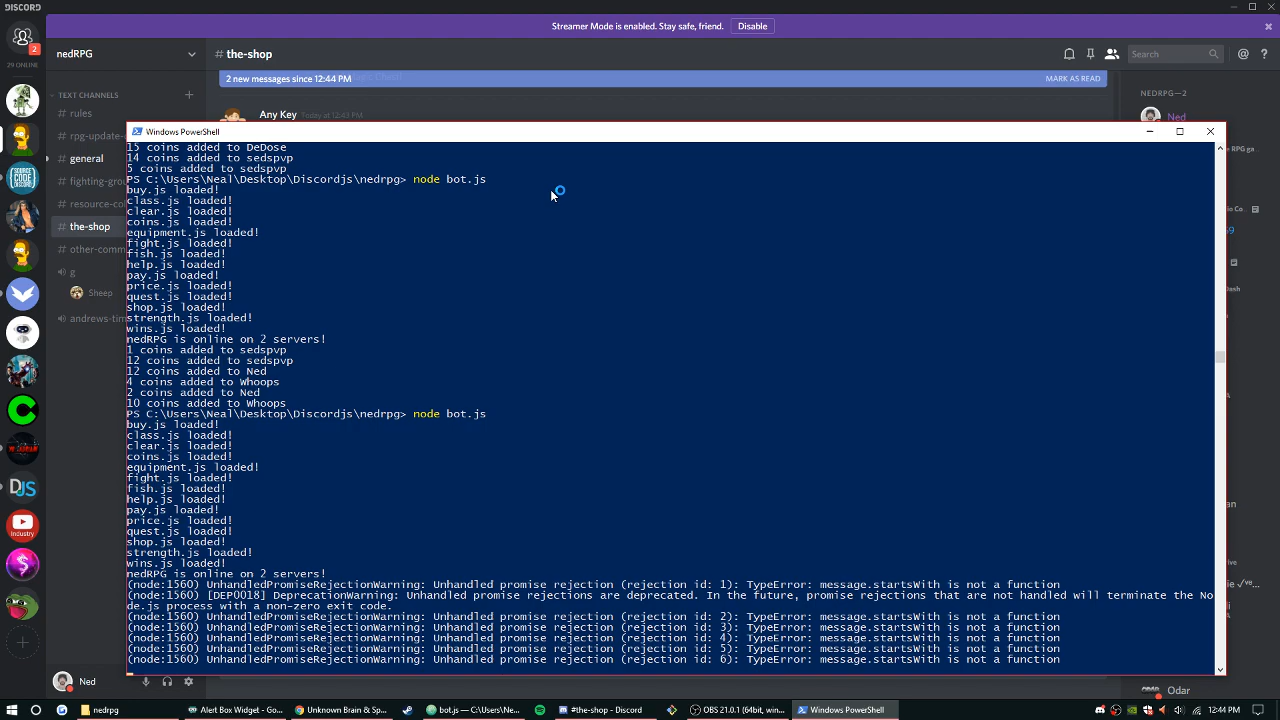 DISCORD
Streamer Mode is enabled. Stay safe, friend. Disable
2
29 ONLINE
nedRPG
# the-shop
Search
2 new messages since 12:44 PM
MARK AS READ
TEXT CHANNELS
# rules
# rpg-update-
# general
# fighting-grou
# resource-col
# the-shop
# other-comm
g
Sheep
andrews-tim
Any Key Today at 12:43 PM
NEDRPG—2
Ned
Windows PowerShell
15 coins added to DeDose
14 coins added to sedspvp
5 coins added to sedspvp
PS C:\Users\Neal\Desktop\Discordjs\nedrpg> node bot.js
buy.js loaded!
class.js loaded!
clear.js loaded!
coins.js loaded!
equipment.js loaded!
fight.js loaded!
fish.js loaded!
help.js loaded!
pay.js loaded!
price.js loaded!
quest.js loaded!
shop.js loaded!
strength.js loaded!
wins.js loaded!
nedRPG is online on 2 servers!
1 coins added to sedspvp
12 coins added to sedspvp
12 coins added to Ned
4 coins added to Whoops
2 coins added to Ned
10 coins added to Whoops
PS C:\Users\Neal\Desktop\Discordjs\nedrpg> node bot.js
buy.js loaded!
class.js loaded!
clear.js loaded!
coins.js loaded!
equipment.js loaded!
fight.js loaded!
fish.js loaded!
help.js loaded!
pay.js loaded!
price.js loaded!
quest.js loaded!
shop.js loaded!
strength.js loaded!
wins.js loaded!
nedRPG is online on 2 servers!
(node:1560) UnhandledPromiseRejectionWarning: Unhandled promise rejection (rejection id: 1): TypeError: message.startsWith is not a function
(node:1560) [DEP0018] DeprecationWarning: Unhandled promise rejections are deprecated. In the future, promise rejections that are not handled will terminate the No
de.js process with a non-zero exit code.
(node:1560) UnhandledPromiseRejectionWarning: Unhandled promise rejection (rejection id: 2): TypeError: message.startsWith is not a function
(node:1560) UnhandledPromiseRejectionWarning: Unhandled promise rejection (rejection id: 3): TypeError: message.startsWith is not a function
(node:1560) UnhandledPromiseRejectionWarning: Unhandled promise rejection (rejection id: 4): TypeError: message.startsWith is not a function
(node:1560) UnhandledPromiseRejectionWarning: Unhandled promise rejection (rejection id: 5): TypeError: message.startsWith is not a function
(node:1560) UnhandledPromiseRejectionWarning: Unhandled promise rejection (rejection id: 6): TypeError: message.startsWith is not a function
e RPG ga
io Co
Dash
SOURCE CODE
DJS
Industry
Ned
Odar
nedrpg
Alert Box Widget - Go...
Unknown Brain & Sp...
bot.js — C:\Users\Ne...
#the-shop - Discord
OBS 21.0.1 (64bit, win...
Windows PowerShell
12:44 PM